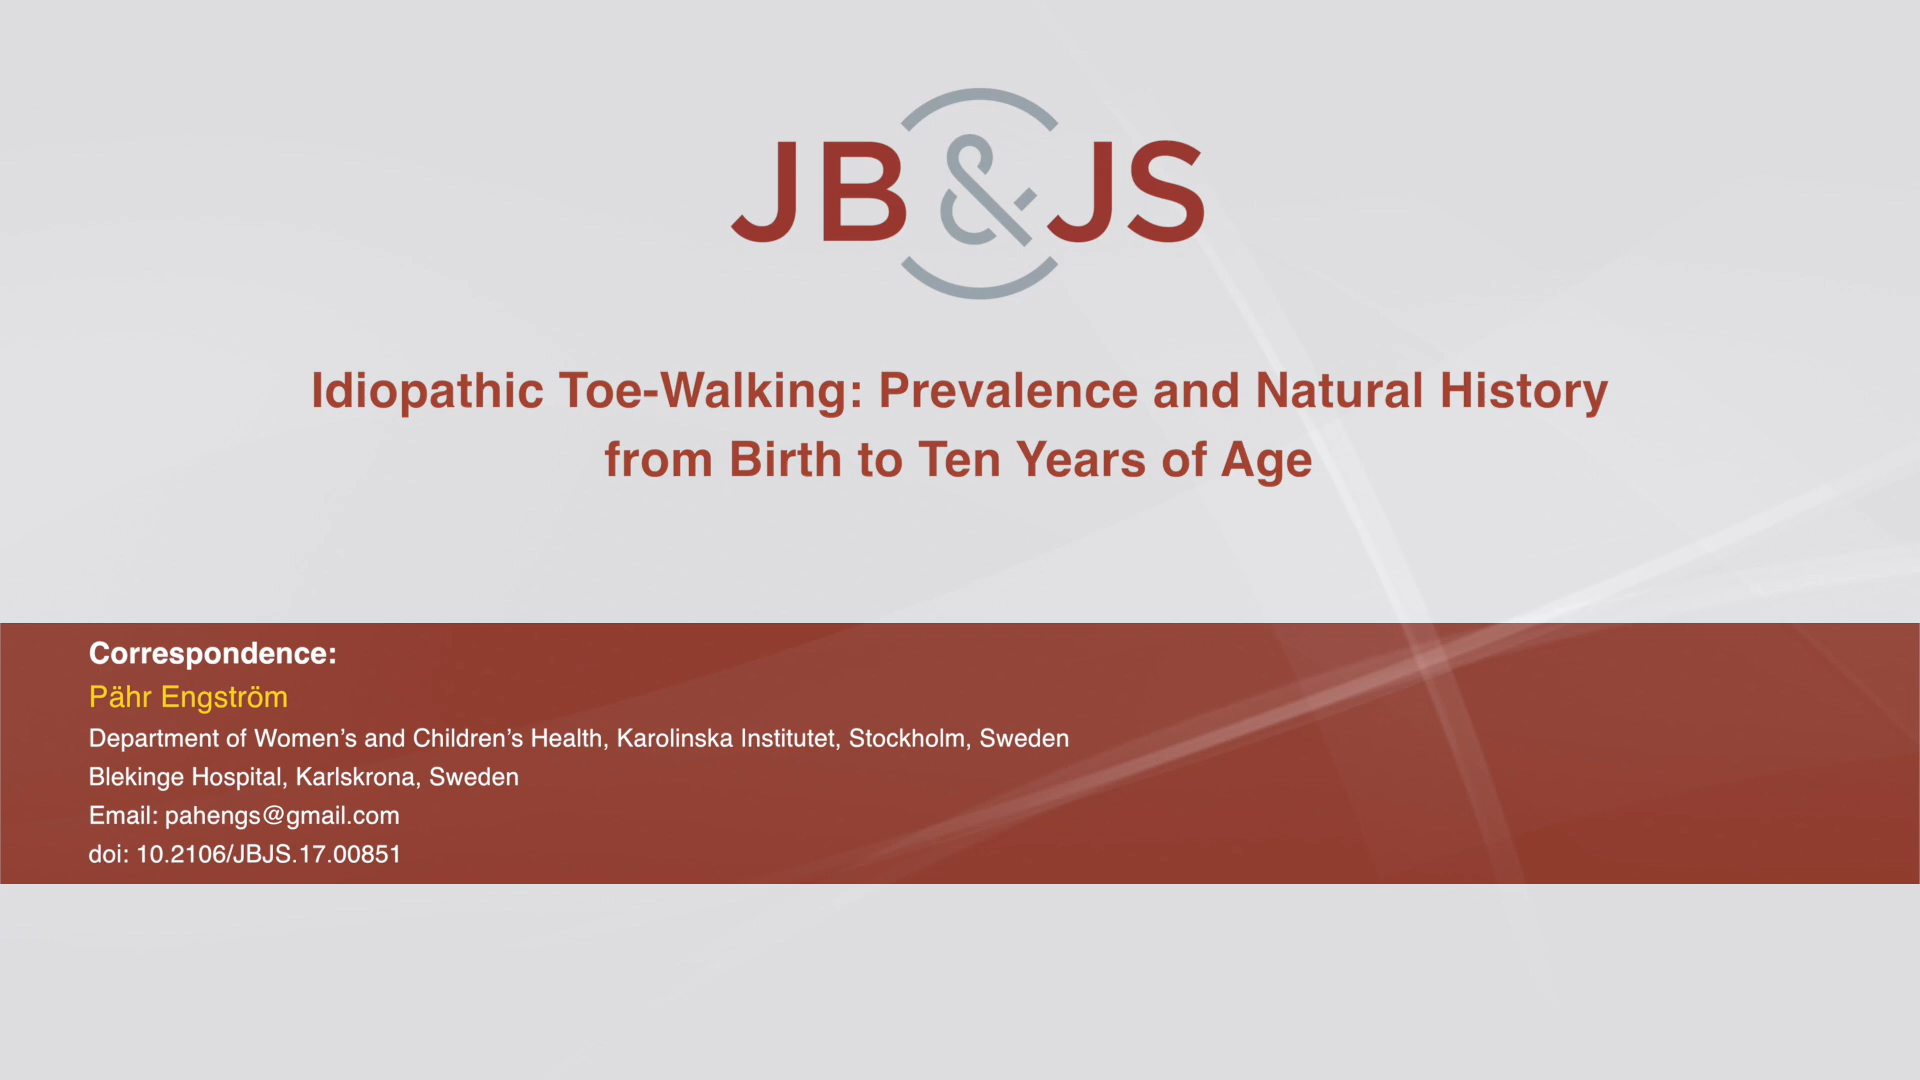 JB&JS
Idiopathic Toe-Walking: Prevalence and Natural History
from Birth to Ten Years of Age
Correspondence:
Pähr Engström
Department of Women’s and Children’s Health, Karolinska Institutet, Stockholm, Sweden
Blekinge Hospital, Karlskrona, Sweden
Email: pahengs@gmail.com
doi: 10.2106/JBJS.17.00851